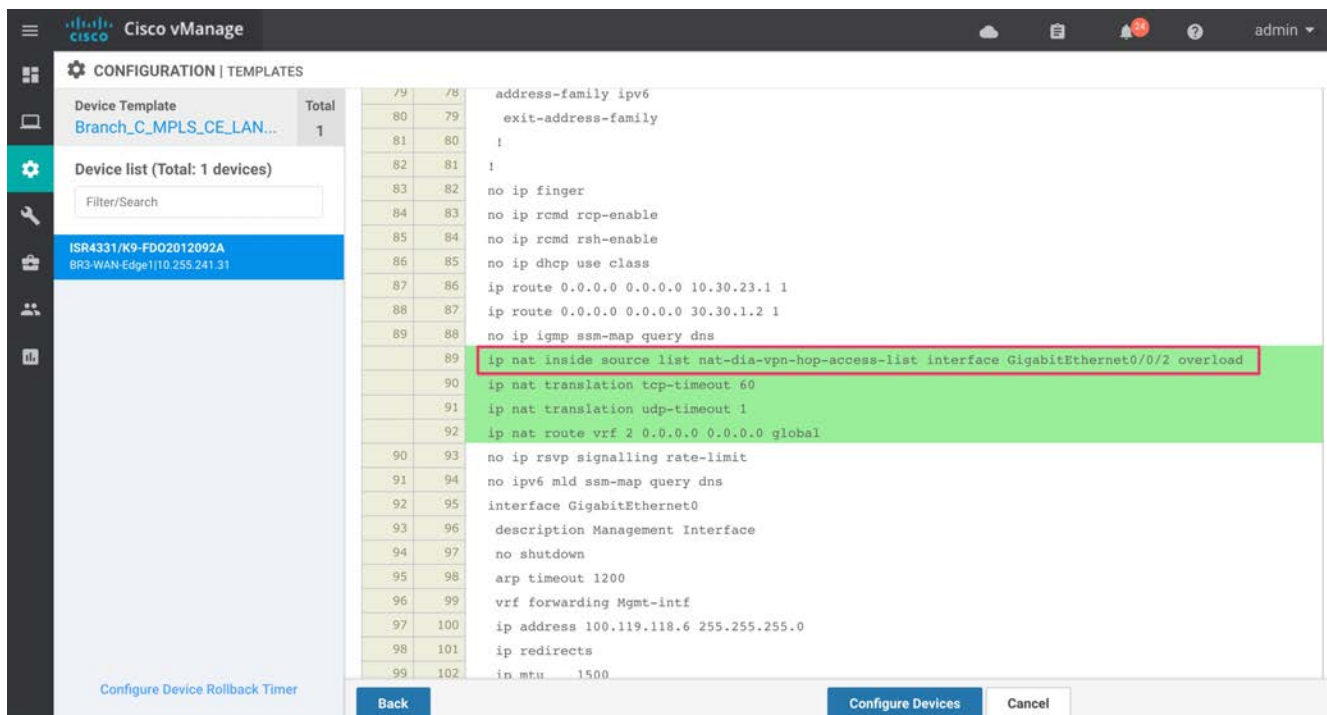 cisco Cisco vManage
24
admin
CONFIGURATION | TEMPLATES
Device Template
Branch_C_MPLS_CE_LAN...
Total
1
Device list (Total: 1 devices)
Filter/Search
ISR4331/K9-FDO2012092A
BR3-WAN-Edge1|10.255.241.31
Configure Device Rollback Timer
79 78 address-family ipv6
80 79 exit-address-family
81 80 !
82 81 !
83 82 no ip finger
84 83 no ip rcmd rcp-enable
85 84 no ip rcmd rsh-enable
86 85 no ip dhcp use class
87 86 ip route 0.0.0.0 0.0.0.0 10.30.23.1 1
88 87 ip route 0.0.0.0 0.0.0.0 30.30.1.2 1
89 88 no ip igmp ssm-map query dns
89 ip nat inside source list nat-dia-vpn-hop-access-list interface GigabitEthernet0/0/2 overload
90 ip nat translation tcp-timeout 60
91 ip nat translation udp-timeout 1
92 ip nat route vrf 2 0.0.0.0 0.0.0.0 global
90 93 no ip rsvp signalling rate-limit
91 94 no ipv6 mld ssm-map query dns
92 95 interface GigabitEthernet0
93 96 description Management Interface
94 97 no shutdown
95 98 arp timeout 1200
96 99 vrf forwarding Mgmt-intf
97 100 ip address 100.119.118.6 255.255.255.0
98 101 ip redirects
99 102 ip mtu 1500
Back
Configure Devices
Cancel